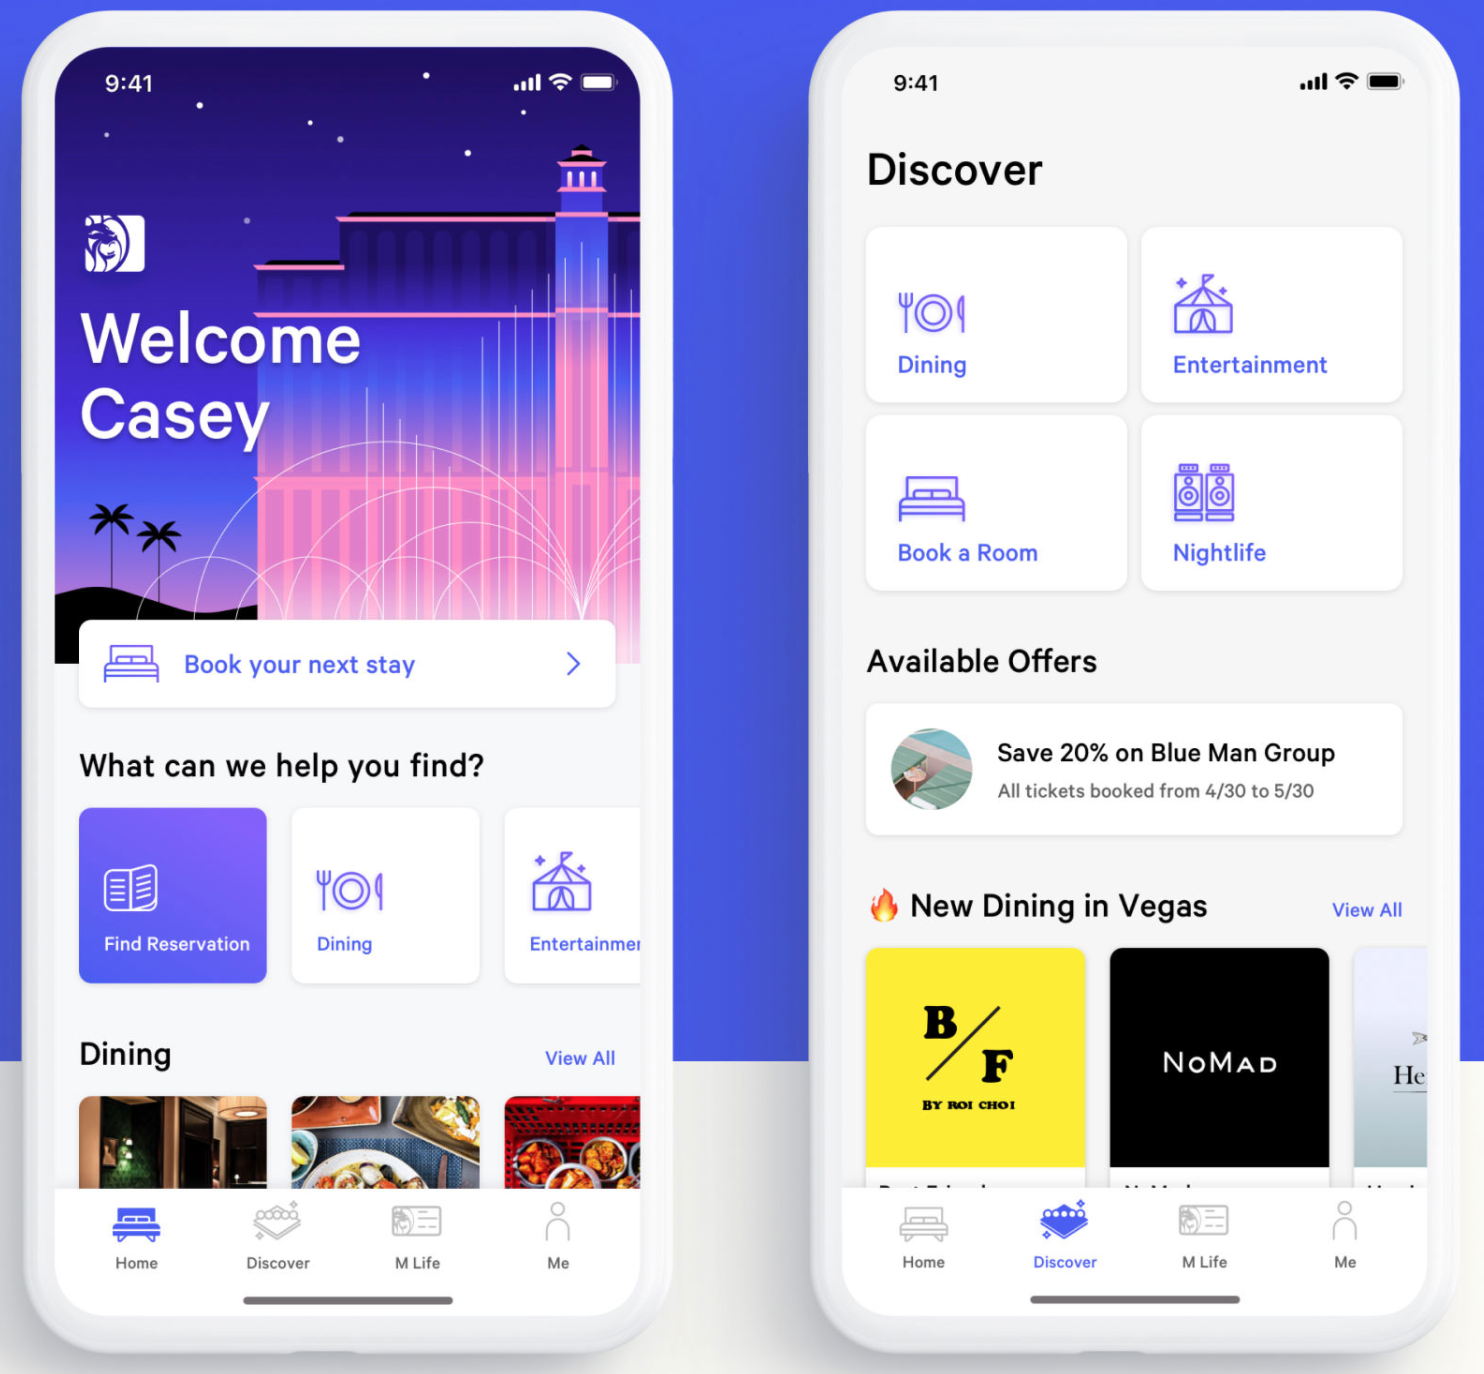 9:41
Welcome
Casey
Book your next stay
What can we help you find?
Find Reservation
Dining
Dining
View All
Home
Discover
M Life
Me
9:41
Discover
Dining
Entertainment
Book a Room
Nightlife
Available Offers
Save 20% on Blue Man Group
All tickets booked from 4/30 to 5/30
🔥 New Dining in Vegas
View All
B/F
BY ROI CHOI
NOMAD
Home
Discover
M Life
Me